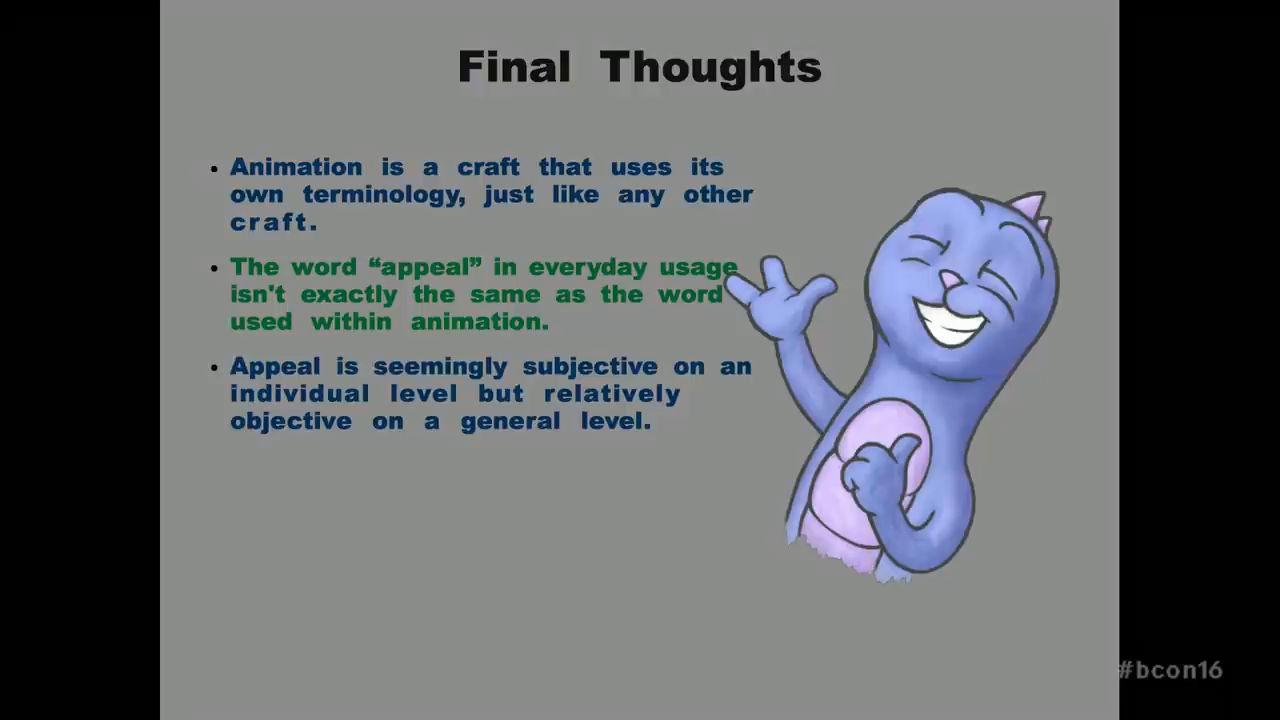 Final Thoughts
• Animation is a craft that uses its
own terminology, just like any other
craft.
• The word “appeal” in everyday usage
isn't exactly the same as the word
used within animation.
• Appeal is seemingly subjective on an
individual level but relatively
objective on a general level.
#bcon16